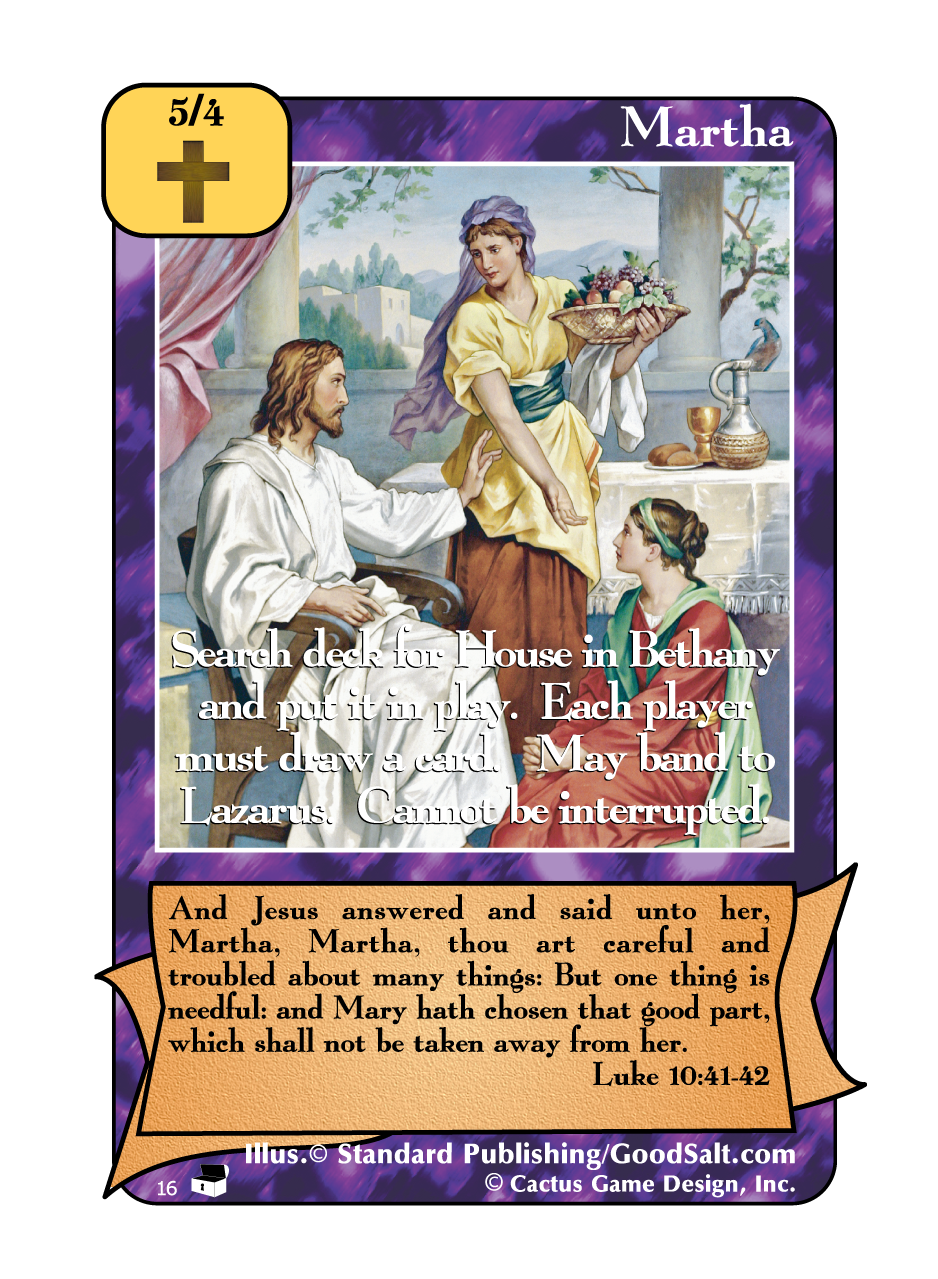 5/4
Martha
Search deck for House in Bethany
and put it in play. Each player
must draw a card. May band to
Lazarus. Cannot be interrupted.
And Jesus answered and said unto her,
Martha, Martha, thou art careful and
troubled about many things: But one thing is
needful: and Mary hath chosen that good part,
which shall not be taken away from her.
Luke 10:41-42
Illus.© Standard Publishing/GoodSalt.com
16
© Cactus Game Design, Inc.